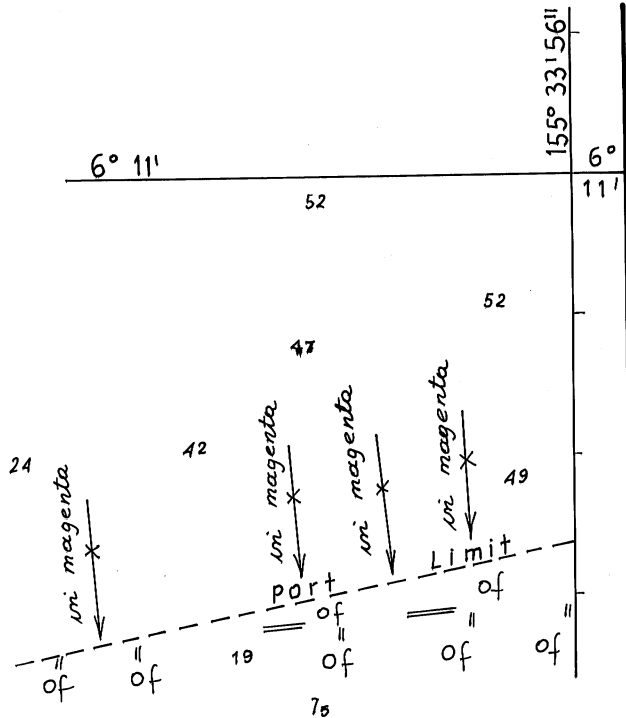 155° 33' 56"
6° 11'
6°
11'
52
52
47
in magenta
in magenta
in magenta
in magenta
42
24
49
Port Limit
of
of
of
of
of
of
of
19
7₅